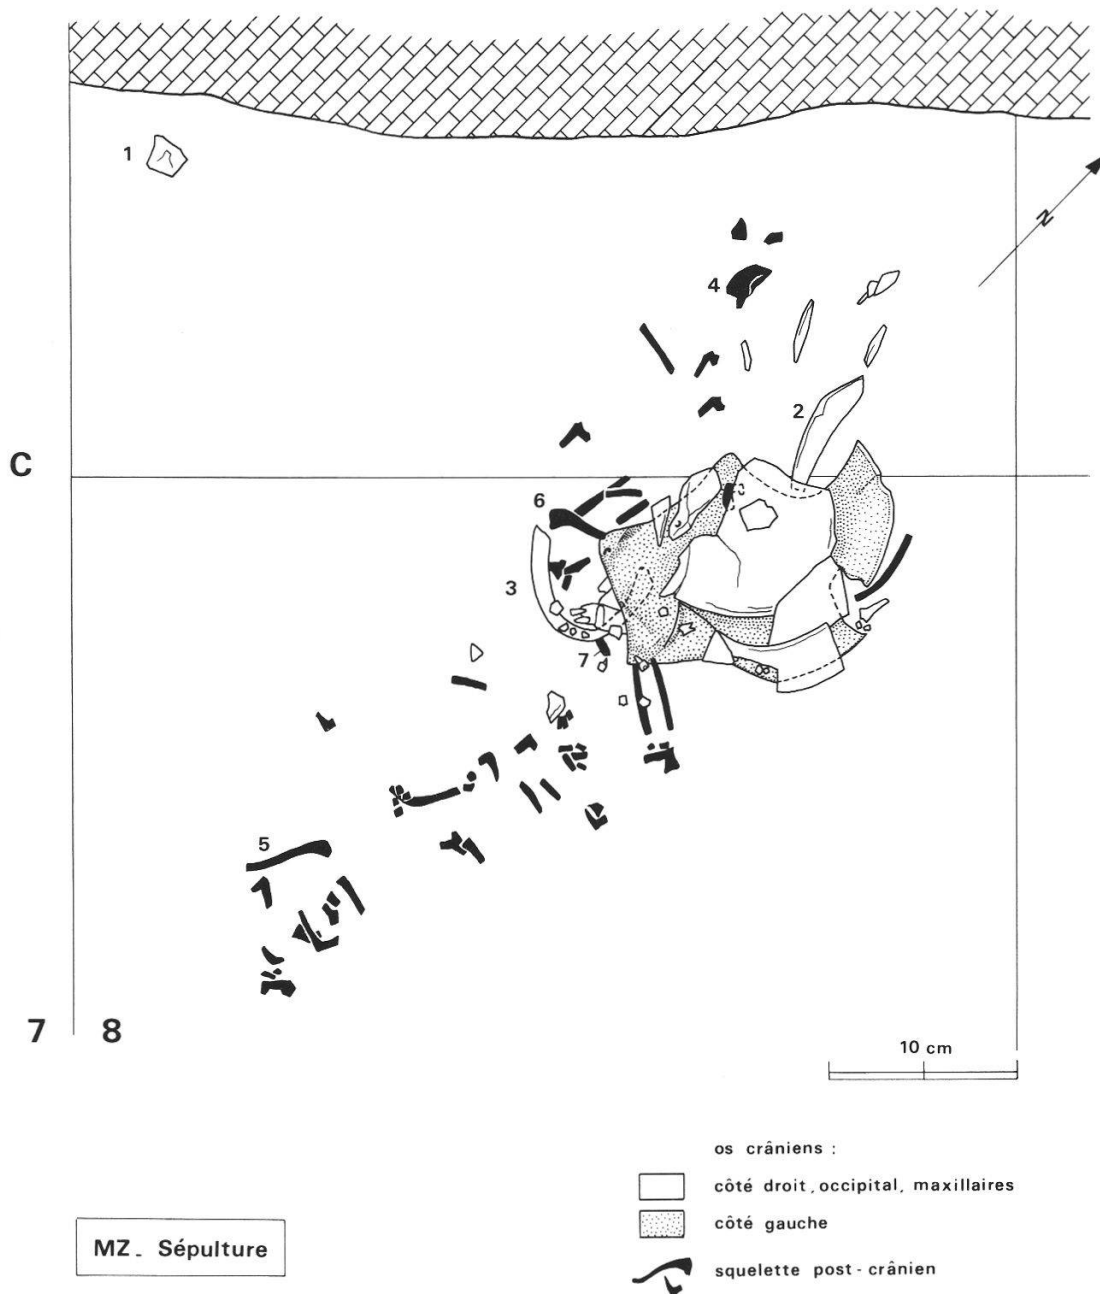 1
N
4
2
C
6
3
7
5
7 8
10 cm
os crâniens :
côté droit, occipital, maxillaires
côté gauche
squelette post-crânien
MZ_ Sépulture